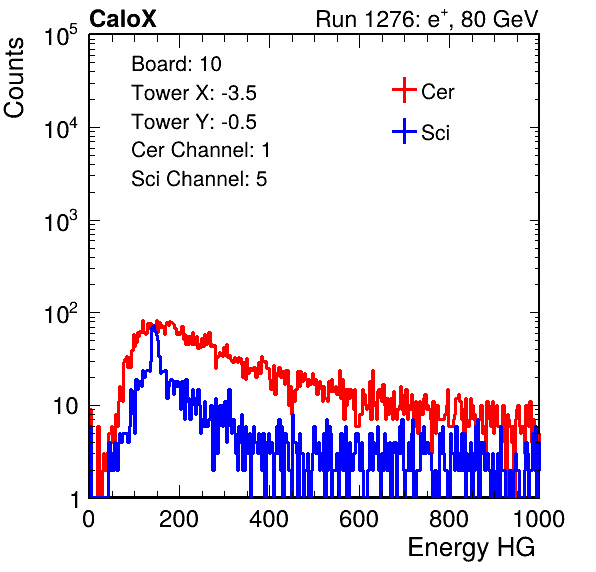 CaloX Run 1276: e⁺, 80 GeV
Counts
10⁵
10⁴
10³
10²
10
1
Board: 10
Tower X: -3.5
Tower Y: -0.5
Cer Channel: 1
Sci Channel: 5
Cer
Sci
0 200 400 600 800 1000
Energy HG